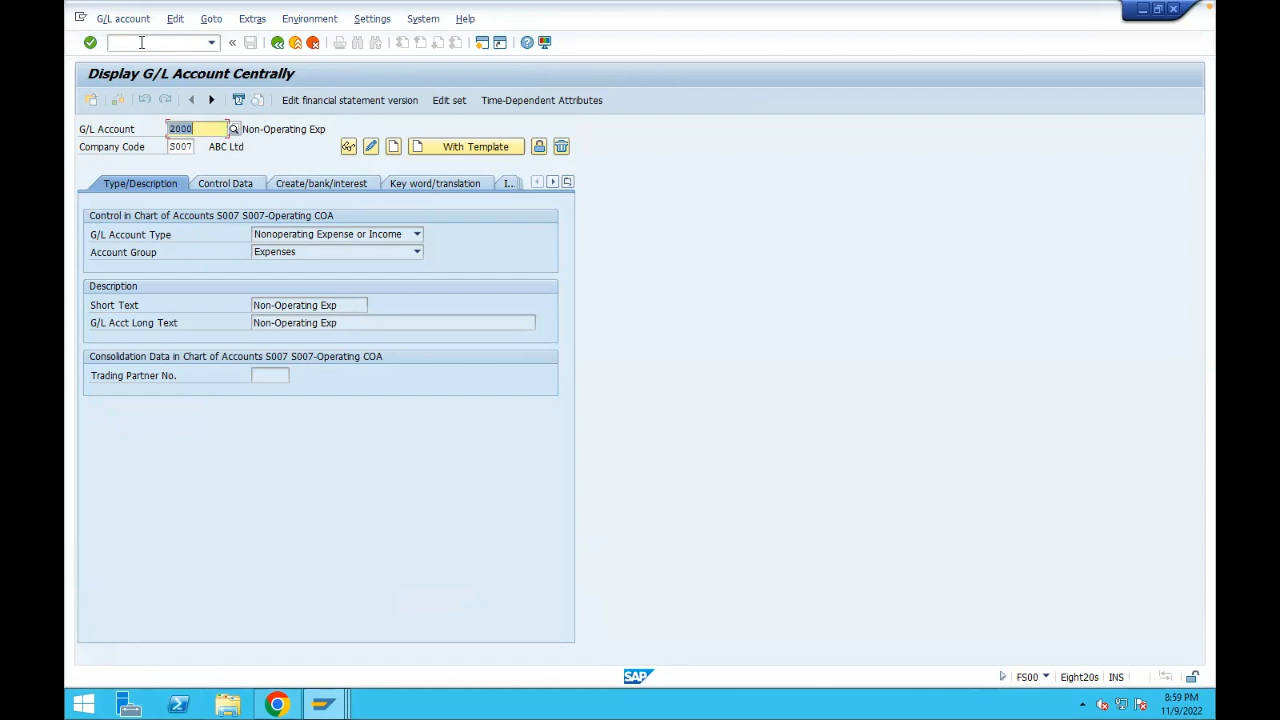 G/L account Edit Goto Extras Environment Settings System Help
Display G/L Account Centrally
Edit financial statement version Edit set Time-Dependent Attributes
G/L Account 2000 Non-Operating Exp
Company Code S007 ABC Ltd With Template
Type/Description Control Data Create/bank/interest Key word/translation I...
Control in Chart of Accounts S007 S007-Operating COA
G/L Account Type Nonoperating Expense or Income
Account Group Expenses
Description
Short Text Non-Operating Exp
G/L Acct Long Text Non-Operating Exp
Consolidation Data in Chart of Accounts S007 S007-Operating COA
Trading Partner No.
SAP FS00 Eight20s INS
8:59 PM
11/9/2022